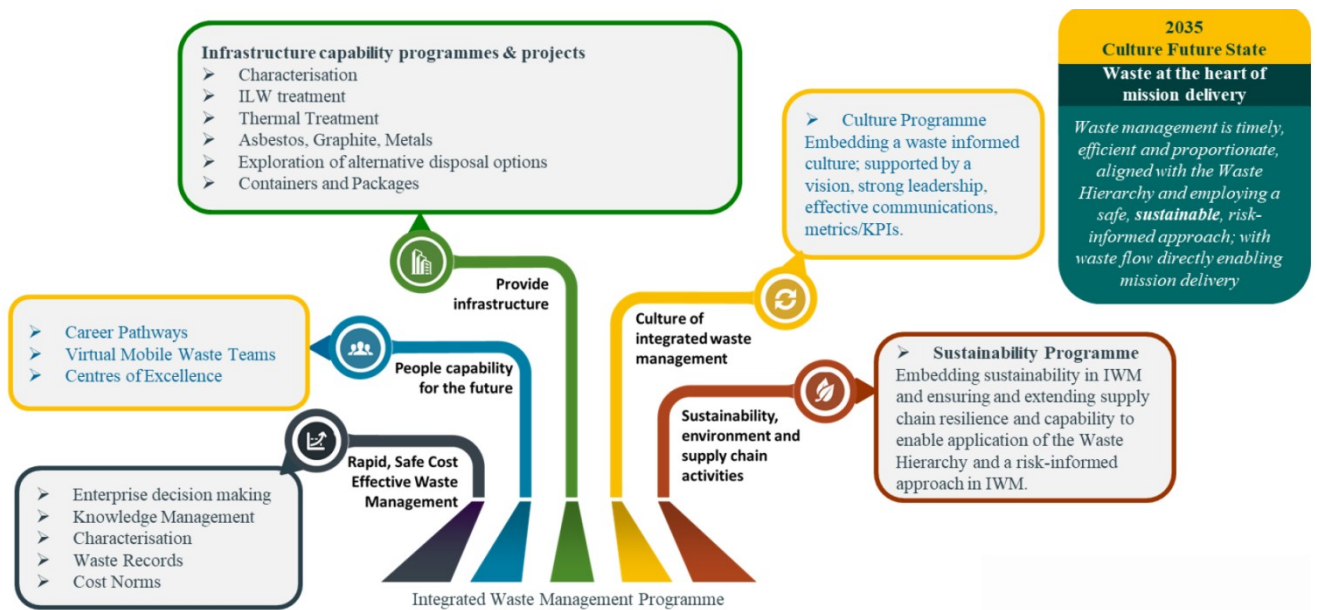 Infrastructure capability programmes & projects
➢ Characterisation
➢ ILW treatment
➢ Thermal Treatment
➢ Asbestos, Graphite, Metals
➢ Exploration of alternative disposal options
➢ Containers and Packages
2035
Culture Future State
Waste at the heart of
mission delivery
Waste management is timely,
efficient and proportionate,
aligned with the Waste
Hierarchy and employing a
safe, sustainable, risk-
informed approach; with
waste flow directly enabling
mission delivery
➢ Culture Programme
Embedding a waste informed
culture; supported by a
vision, strong leadership,
effective communications,
metrics/KPIs.
Provide
infrastructure
Culture of
integrated waste
management
➢ Career Pathways
➢ Virtual Mobile Waste Teams
➢ Centres of Excellence
People capability
for the future
➢ Sustainability Programme
Embedding sustainability in IWM
and ensuring and extending supply
chain resilience and capability to
enable application of the Waste
Hierarchy and a risk-informed
approach in IWM.
Sustainability,
environment and
supply chain
activities
Rapid, Safe Cost
Effective Waste
Management
➢ Enterprise decision making
➢ Knowledge Management
➢ Characterisation
➢ Waste Records
➢ Cost Norms
Integrated Waste Management Programme